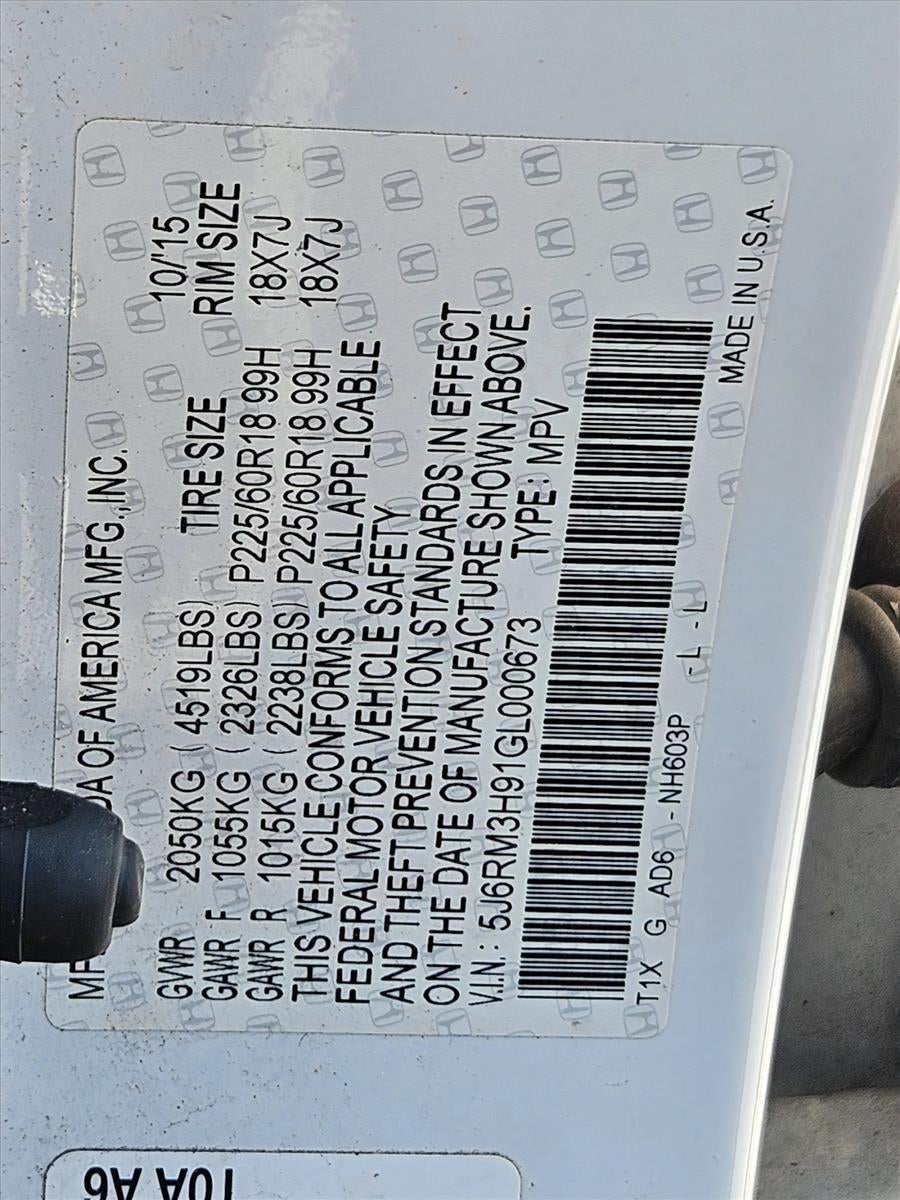 DA OF AMERICA MFG.,INC. 10/'15
GVWR 2050KG ( 4519LBS) TIRE SIZE RIM SIZE
GAWR F 1055KG ( 2326LBS) P225/60R18 99H 18X7J
GAWR R 1015KG ( 2238LBS) P225/60R18 99H 18X7J
THIS VEHICLE CONFORMS TO ALL APPLICABLE
FEDERAL MOTOR VEHICLE SAFETY
AND THEFT PREVENTION STANDARDS IN EFFECT
ON THE DATE OF MANUFACTURE SHOWN ABOVE.
V.I.N.: 5J6RM3H91GL000673 TYPE: MPV
T1X G AD6 - NH603P -L - L
MADE IN U.S.A.
T0A A6